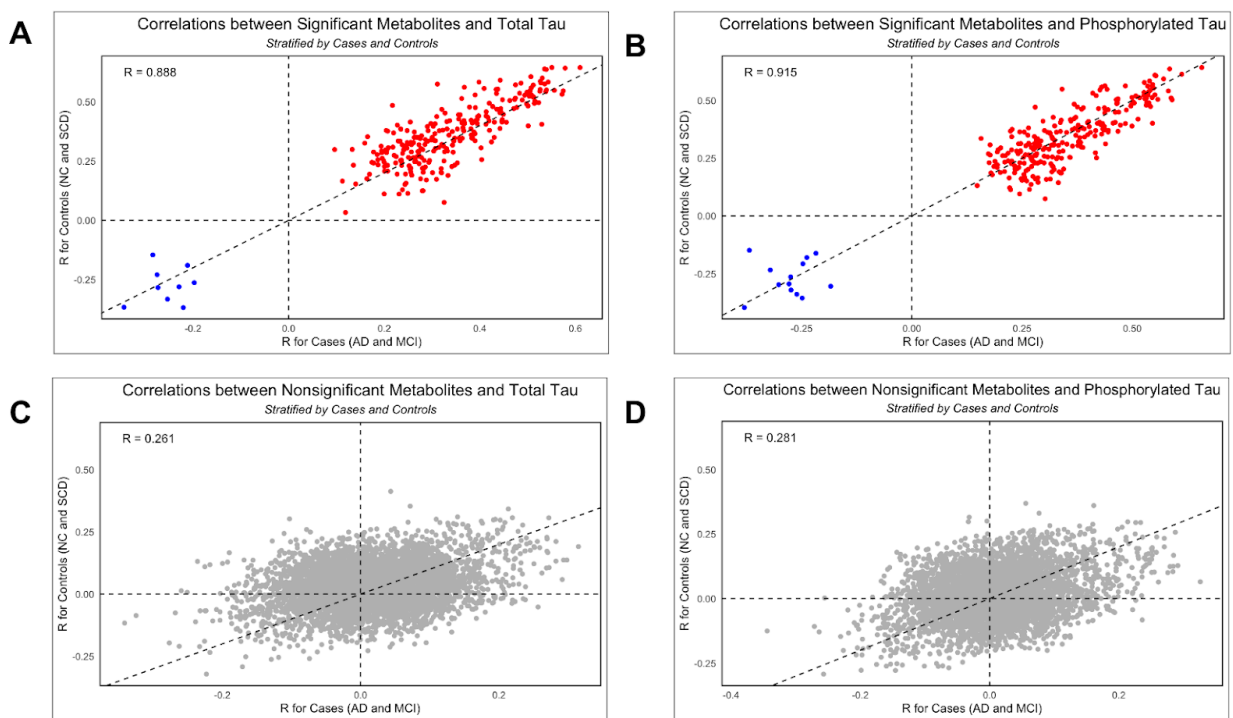 A
Correlations between Significant Metabolites and Total Tau
Stratified by Cases and Controls
R = 0.888
R for Controls (NC and SCD)
0.50
0.25
0.00
-0.25
-0.2
0.0
0.2
0.4
0.6
R for Cases (AD and MCI)
B
Correlations between Significant Metabolites and Phosphorylated Tau
Stratified by Cases and Controls
R = 0.915
R for Controls (NC and SCD)
0.50
0.25
0.00
-0.25
-0.25
0.00
0.25
0.50
R for Cases (AD and MCI)
C
Correlations between Nonsignificant Metabolites and Total Tau
Stratified by Cases and Controls
R = 0.261
R for Controls (NC and SCD)
0.50
0.25
0.00
-0.25
-0.2
0.0
0.2
R for Cases (AD and MCI)
D
Correlations between Nonsignificant Metabolites and Phosphorylated Tau
Stratified by Cases and Controls
R = 0.281
R for Controls (NC and SCD)
0.50
0.25
0.00
-0.25
-0.4
-0.2
0.0
0.2
R for Cases (AD and MCI)